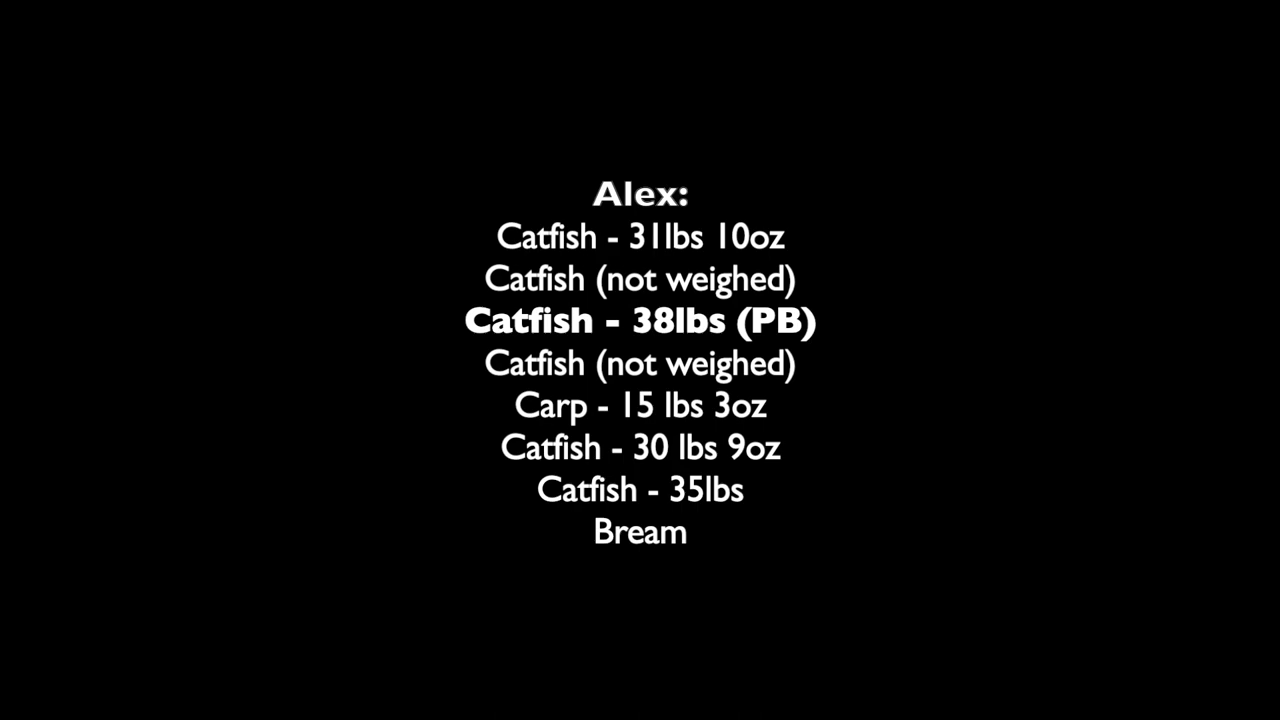 Alex:
Catfish - 31lbs 10oz
Catfish (not weighed)
Catfish - 38lbs (PB)
Catfish (not weighed)
Carp - 15 lbs 3oz
Catfish - 30 lbs 9oz
Catfish - 35lbs
Bream